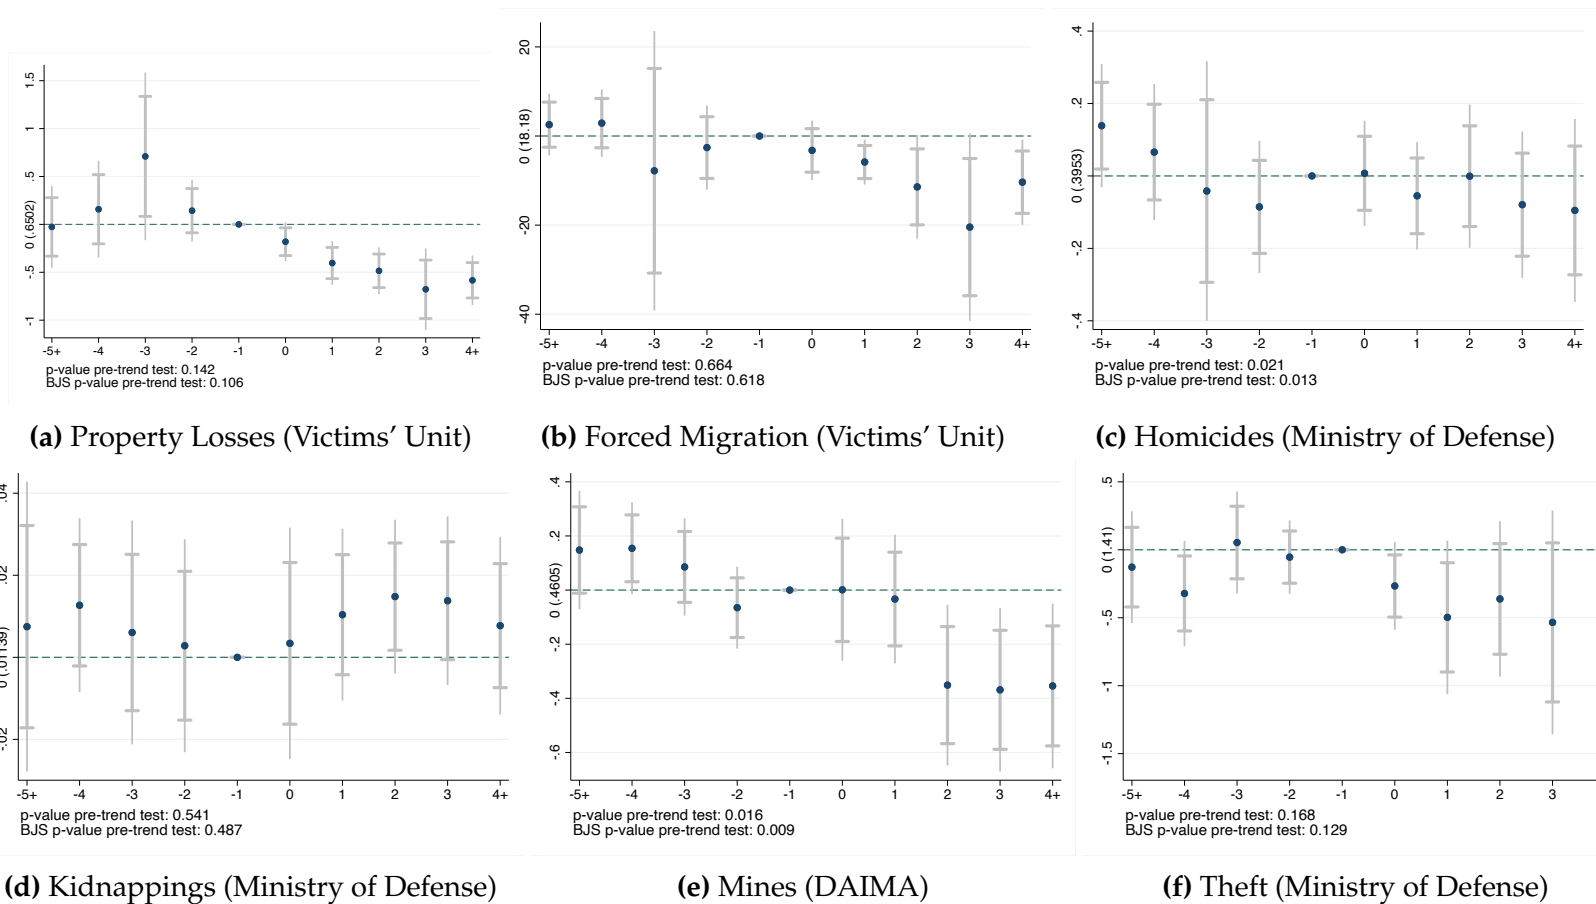 1.5
1
.5
0 (.6502)
-.5
-1
-5+ -4 -3 -2 -1 0 1 2 3 4+
p-value pre-trend test: 0.142
BJS p-value pre-trend test: 0.106
(a) Property Losses (Victims' Unit)
20
0 (18.18)
-20
-40
-5+ -4 -3 -2 -1 0 1 2 3 4+
p-value pre-trend test: 0.664
BJS p-value pre-trend test: 0.618
(b) Forced Migration (Victims' Unit)
.4
.2
0 (.3953)
-.2
-.4
-5+ -4 -3 -2 -1 0 1 2 3 4+
p-value pre-trend test: 0.021
BJS p-value pre-trend test: 0.013
(c) Homicides (Ministry of Defense)
.04
.02
0 (.01139)
-.02
-5+ -4 -3 -2 -1 0 1 2 3 4+
p-value pre-trend test: 0.541
BJS p-value pre-trend test: 0.487
(d) Kidnappings (Ministry of Defense)
.4
.2
0 (.4605)
-.2
-.4
-.6
-5+ -4 -3 -2 -1 0 1 2 3 4+
p-value pre-trend test: 0.016
BJS p-value pre-trend test: 0.009
(e) Mines (DAIMA)
.5
0 (1.41)
-.5
-1
-1.5
-5+ -4 -3 -2 -1 0 1 2 3
p-value pre-trend test: 0.168
BJS p-value pre-trend test: 0.129
(f) Theft (Ministry of Defense)